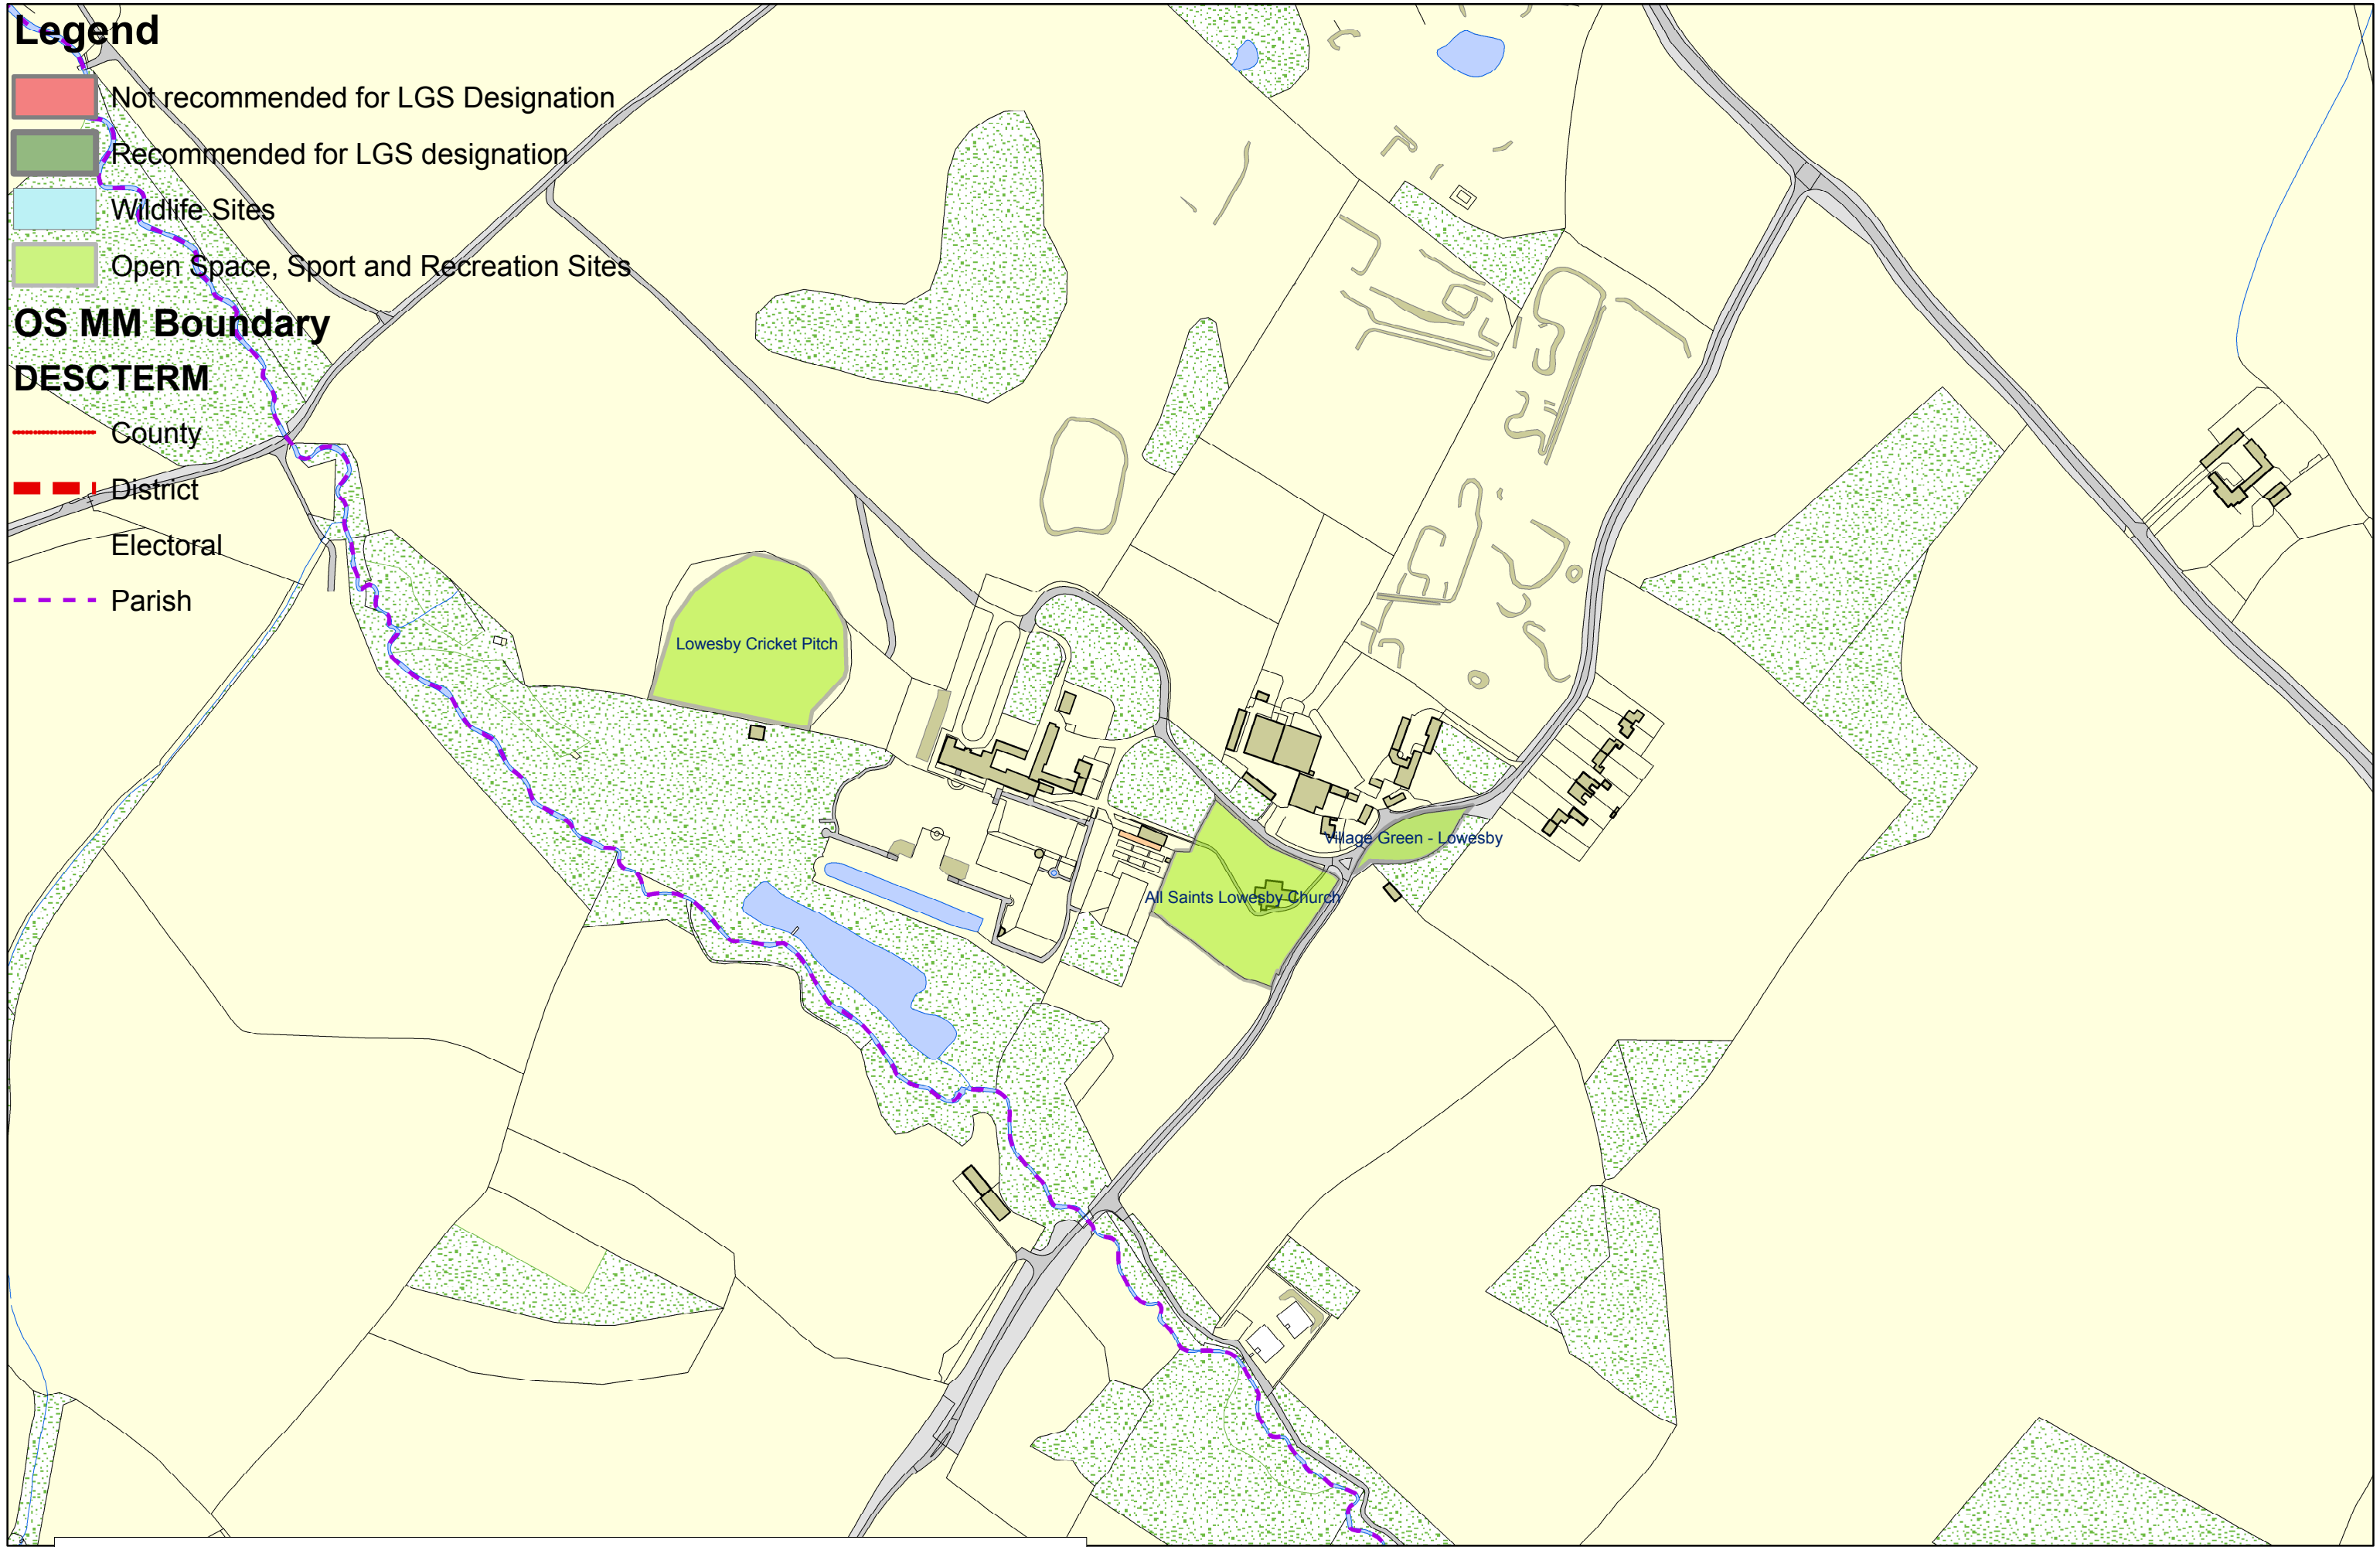 Legend
Not recommended for LGS Designation
Recommended for LGS designation
Wildlife Sites
Open Space, Sport and Recreation Sites
OS MM Boundary
DESCTERM
County
District
Electoral
Parish
Lowesby Cricket Pitch
Village Green - Lowesby
All Saints Lowesby Church